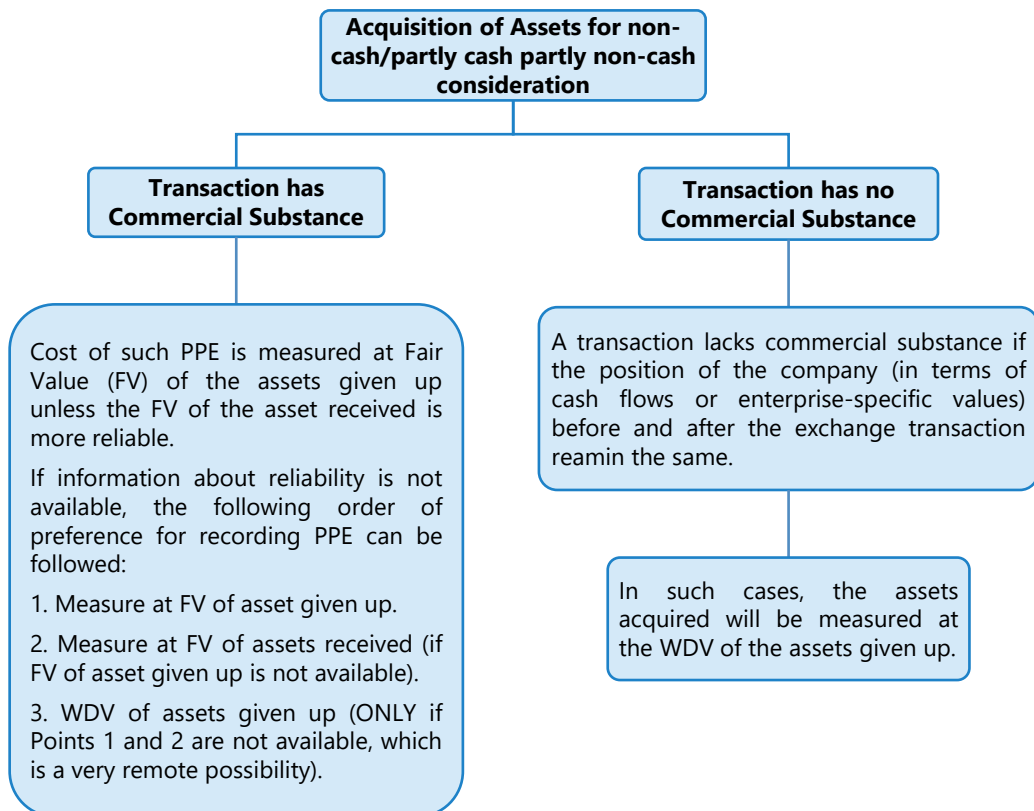 Acquisition of Assets for non-
cash/partly cash partly non-cash
consideration
Transaction has
Commercial Substance
Transaction has no
Commercial Substance
Cost of such PPE is measured at Fair
Value (FV) of the assets given up
unless the FV of the asset received is
more reliable.
If information about reliability is not
available, the following order of
preference for recording PPE can be
followed:
1. Measure at FV of asset given up.
2. Measure at FV of assets received (if
FV of asset given up is not available).
3. WDV of assets given up (ONLY if
Points 1 and 2 are not available, which
is a very remote possibility).
A transaction lacks commercial substance if
the position of the company (in terms of
cash flows or enterprise-specific values)
before and after the exchange transaction
reamin the same.
In such cases, the assets
acquired will be measured at
the WDV of the assets given up.